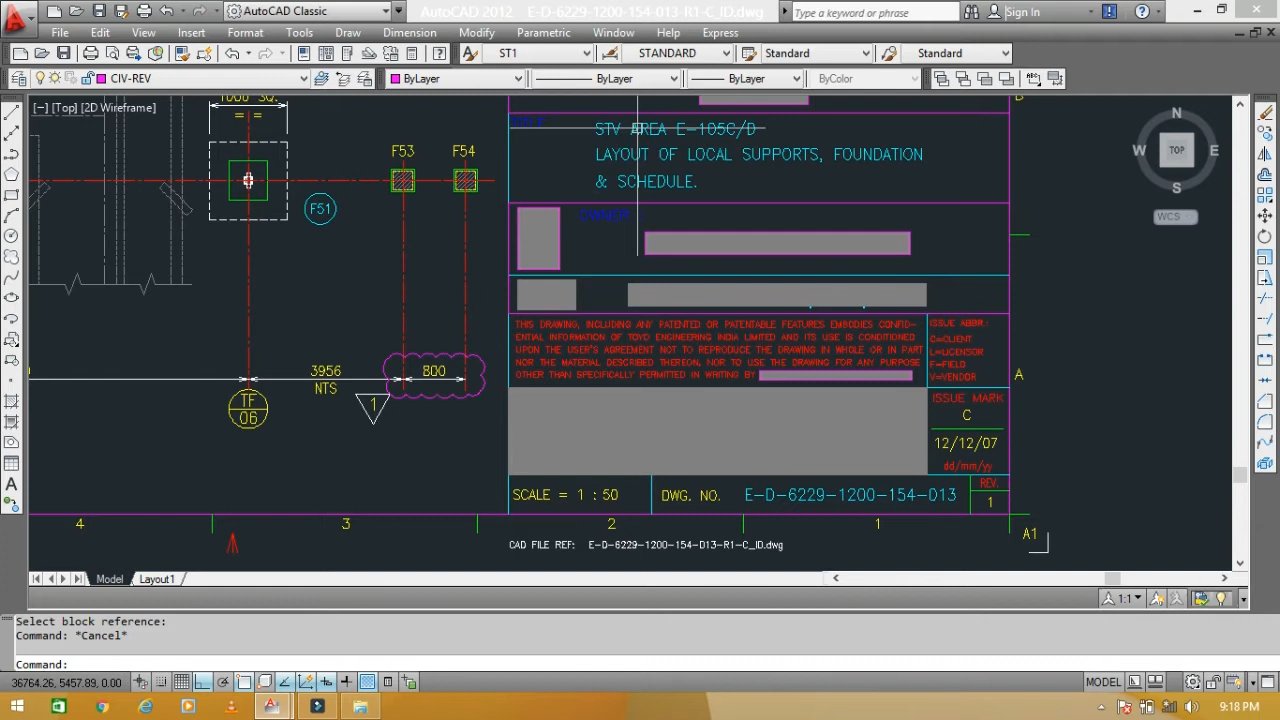 AutoCAD Classic
AutoCAD 2012 E-D-6229-1200-154-013-R1-C_ID.dwg
Type a keyword or phrase
Sign In
File Edit View Insert Format Tools Draw Dimension Modify Parametric Window Help Express
ST1 STANDARD Standard Standard
CIV-REV ByLayer ByLayer ByLayer ByColor
[−] [Top] [2D Wireframe]
1000 SQ.
= =
F53 F54
F51
3956
NTS
800
1
TF
06
TITLE
STV AREA E-105C/D
LAYOUT OF LOCAL SUPPORTS, FOUNDATION
& SCHEDULE.
OWNER
THIS DRAWING, INCLUDING ANY PATENTED OR PATENTABLE FEATURES EMBODIES CONFID-
ENTIAL INFORMATION OF TOYO ENGINEERING INDIA LIMITED AND ITS USE IS CONDITIONED
UPON THE USER'S AGREEMENT NOT TO REPRODUCE THE DRAWING IN WHOLE OR IN PART
NOR THE MATERIAL DESCRIBED THEREON, NOR TO USE THE DRAWING FOR ANY PURPOSE
OTHER THAN SPECIFICALLY PERMITTED IN WRITING BY
ISSUE ABBR.:
C=CLIENT
L=LICENSOR
F=FIELD
V=VENDOR
ISSUE MARK
C
12/12/07
dd/mm/yy
SCALE = 1 : 50
DWG. NO. E-D-6229-1200-154-013
REV.
1
B
A
4 3 2 1
A1
CAD FILE REF: E-D-6229-1200-154-013-R1-C_ID.dwg
N
W TOP E
S
WCS
Model Layout1
1:1
Select block reference:
Command: *Cancel*
Command:
36764.26, 5457.89, 0.00
MODEL
9:18 PM